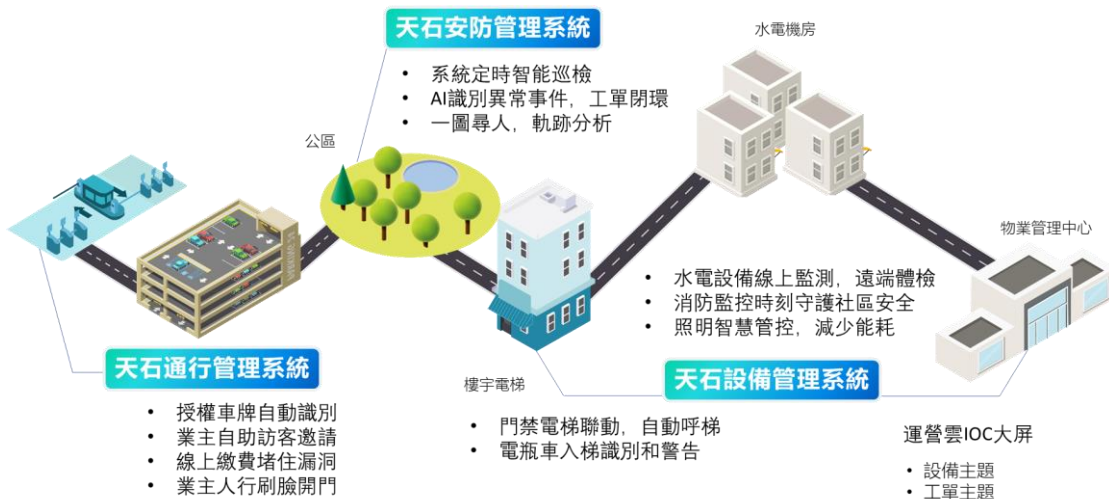 天石安防管理系統
• 系統定時智能巡檢
• AI識別異常事件，工單閉環
• 一圖尋人，軌跡分析
公區
水電機房
物業管理中心
• 水電設備線上監測，遠端體檢
• 消防監控時刻守護社區安全
• 照明智慧管控，減少能耗
天石通行管理系統
• 授權車牌自動識別
• 業主自助訪客邀請
• 線上繳費堵住漏洞
• 業主人行刷臉開門
樓宇電梯
天石設備管理系統
• 門禁電梯聯動，自動呼梯
• 電瓶車入梯識別和警告
運營雲IOC大屏
• 設備主題
• 工單主題